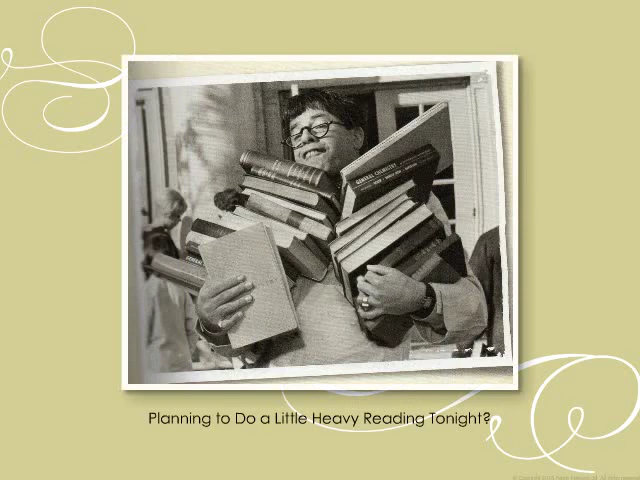 GENERAL CHEMISTRY
Planning to Do a Little Heavy Reading Tonight?